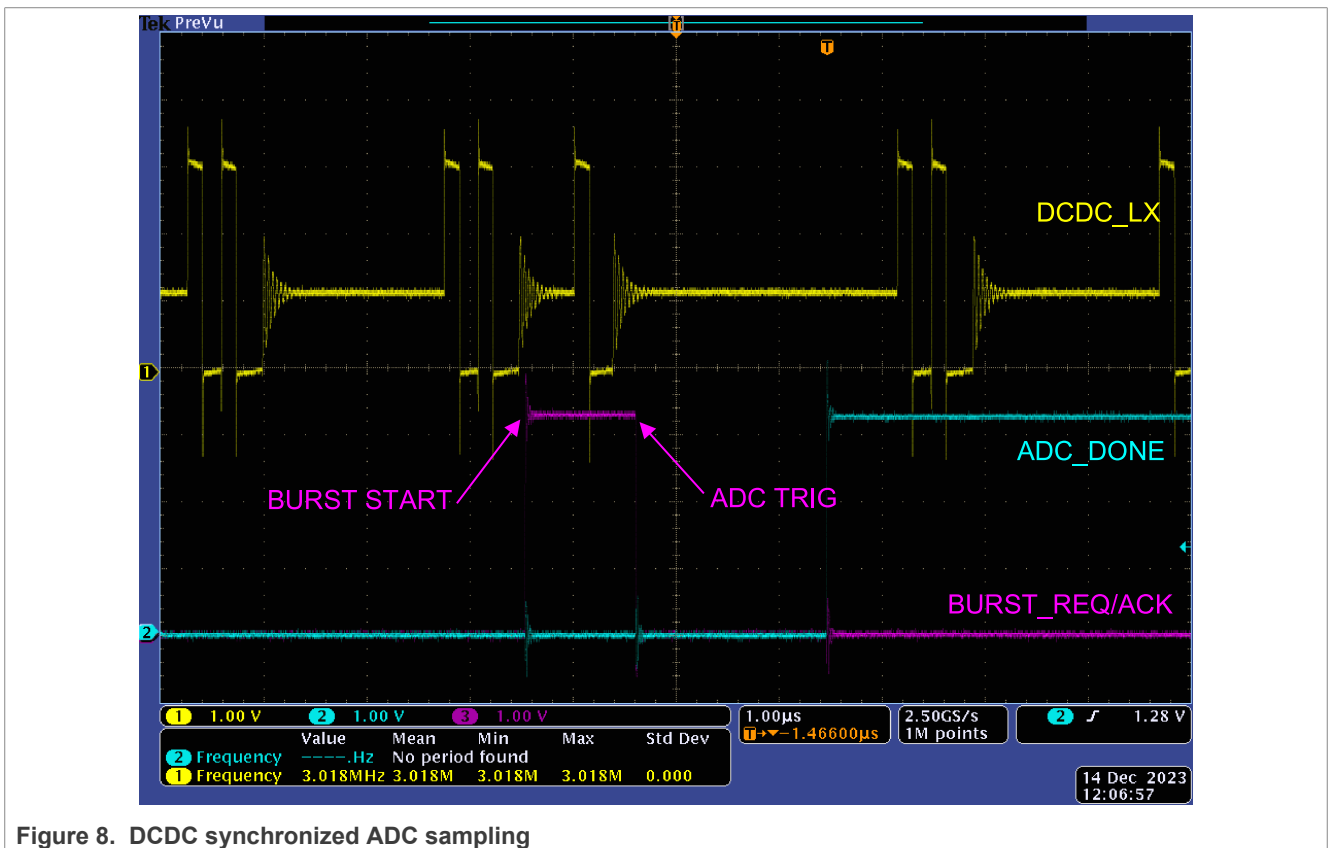 Tek PreVu
T
T
DCDC_LX
1
ADC_DONE
BURST START
ADC TRIG
BURST_REQ/ACK
2
1 1.00 V 2 1.00 V 3 1.00 V
1.00µs
T→▼−1.46600µs
2.50GS/s
1M points
2 ∫ 1.28 V
Value Mean Min Max Std Dev
2 Frequency ----.Hz No period found
1 Frequency 3.018MHz 3.018M 3.018M 3.018M 0.000
14 Dec 2023
12:06:57
Figure 8. DCDC synchronized ADC sampling